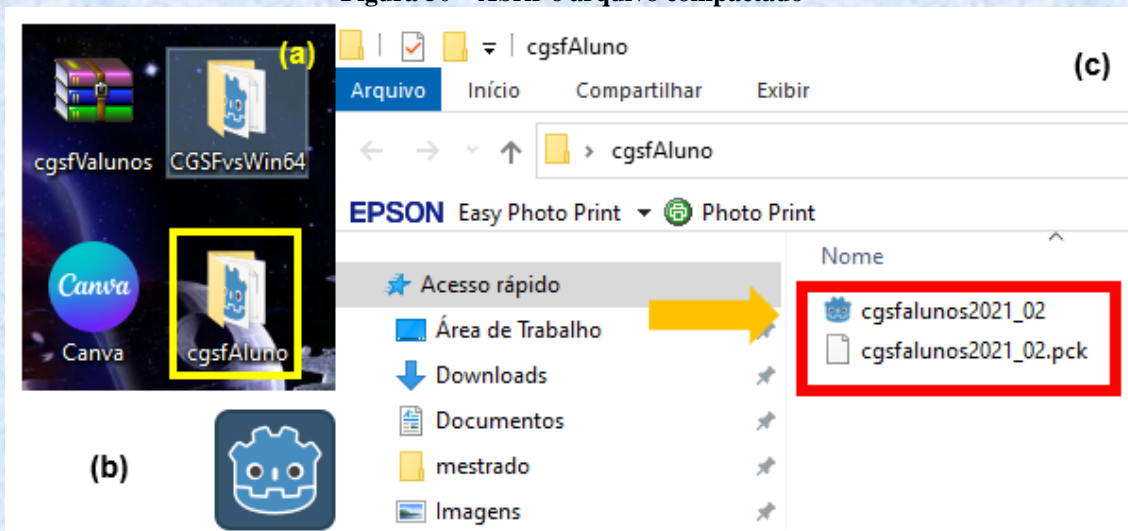 (a)
cgsfValunos
CGSFvsWin64
Canva
Canva
cgsfAluno
(b)
cgsfAluno
(c)
Arquivo Início Compartilhar Exibir
cgsfAluno
EPSON Easy Photo Print Photo Print
Nome
Acesso rápido
Área de Trabalho
Downloads
Documentos
mestrado
Imagens
cgsfalunos2021_02
cgsfalunos2021_02.pck